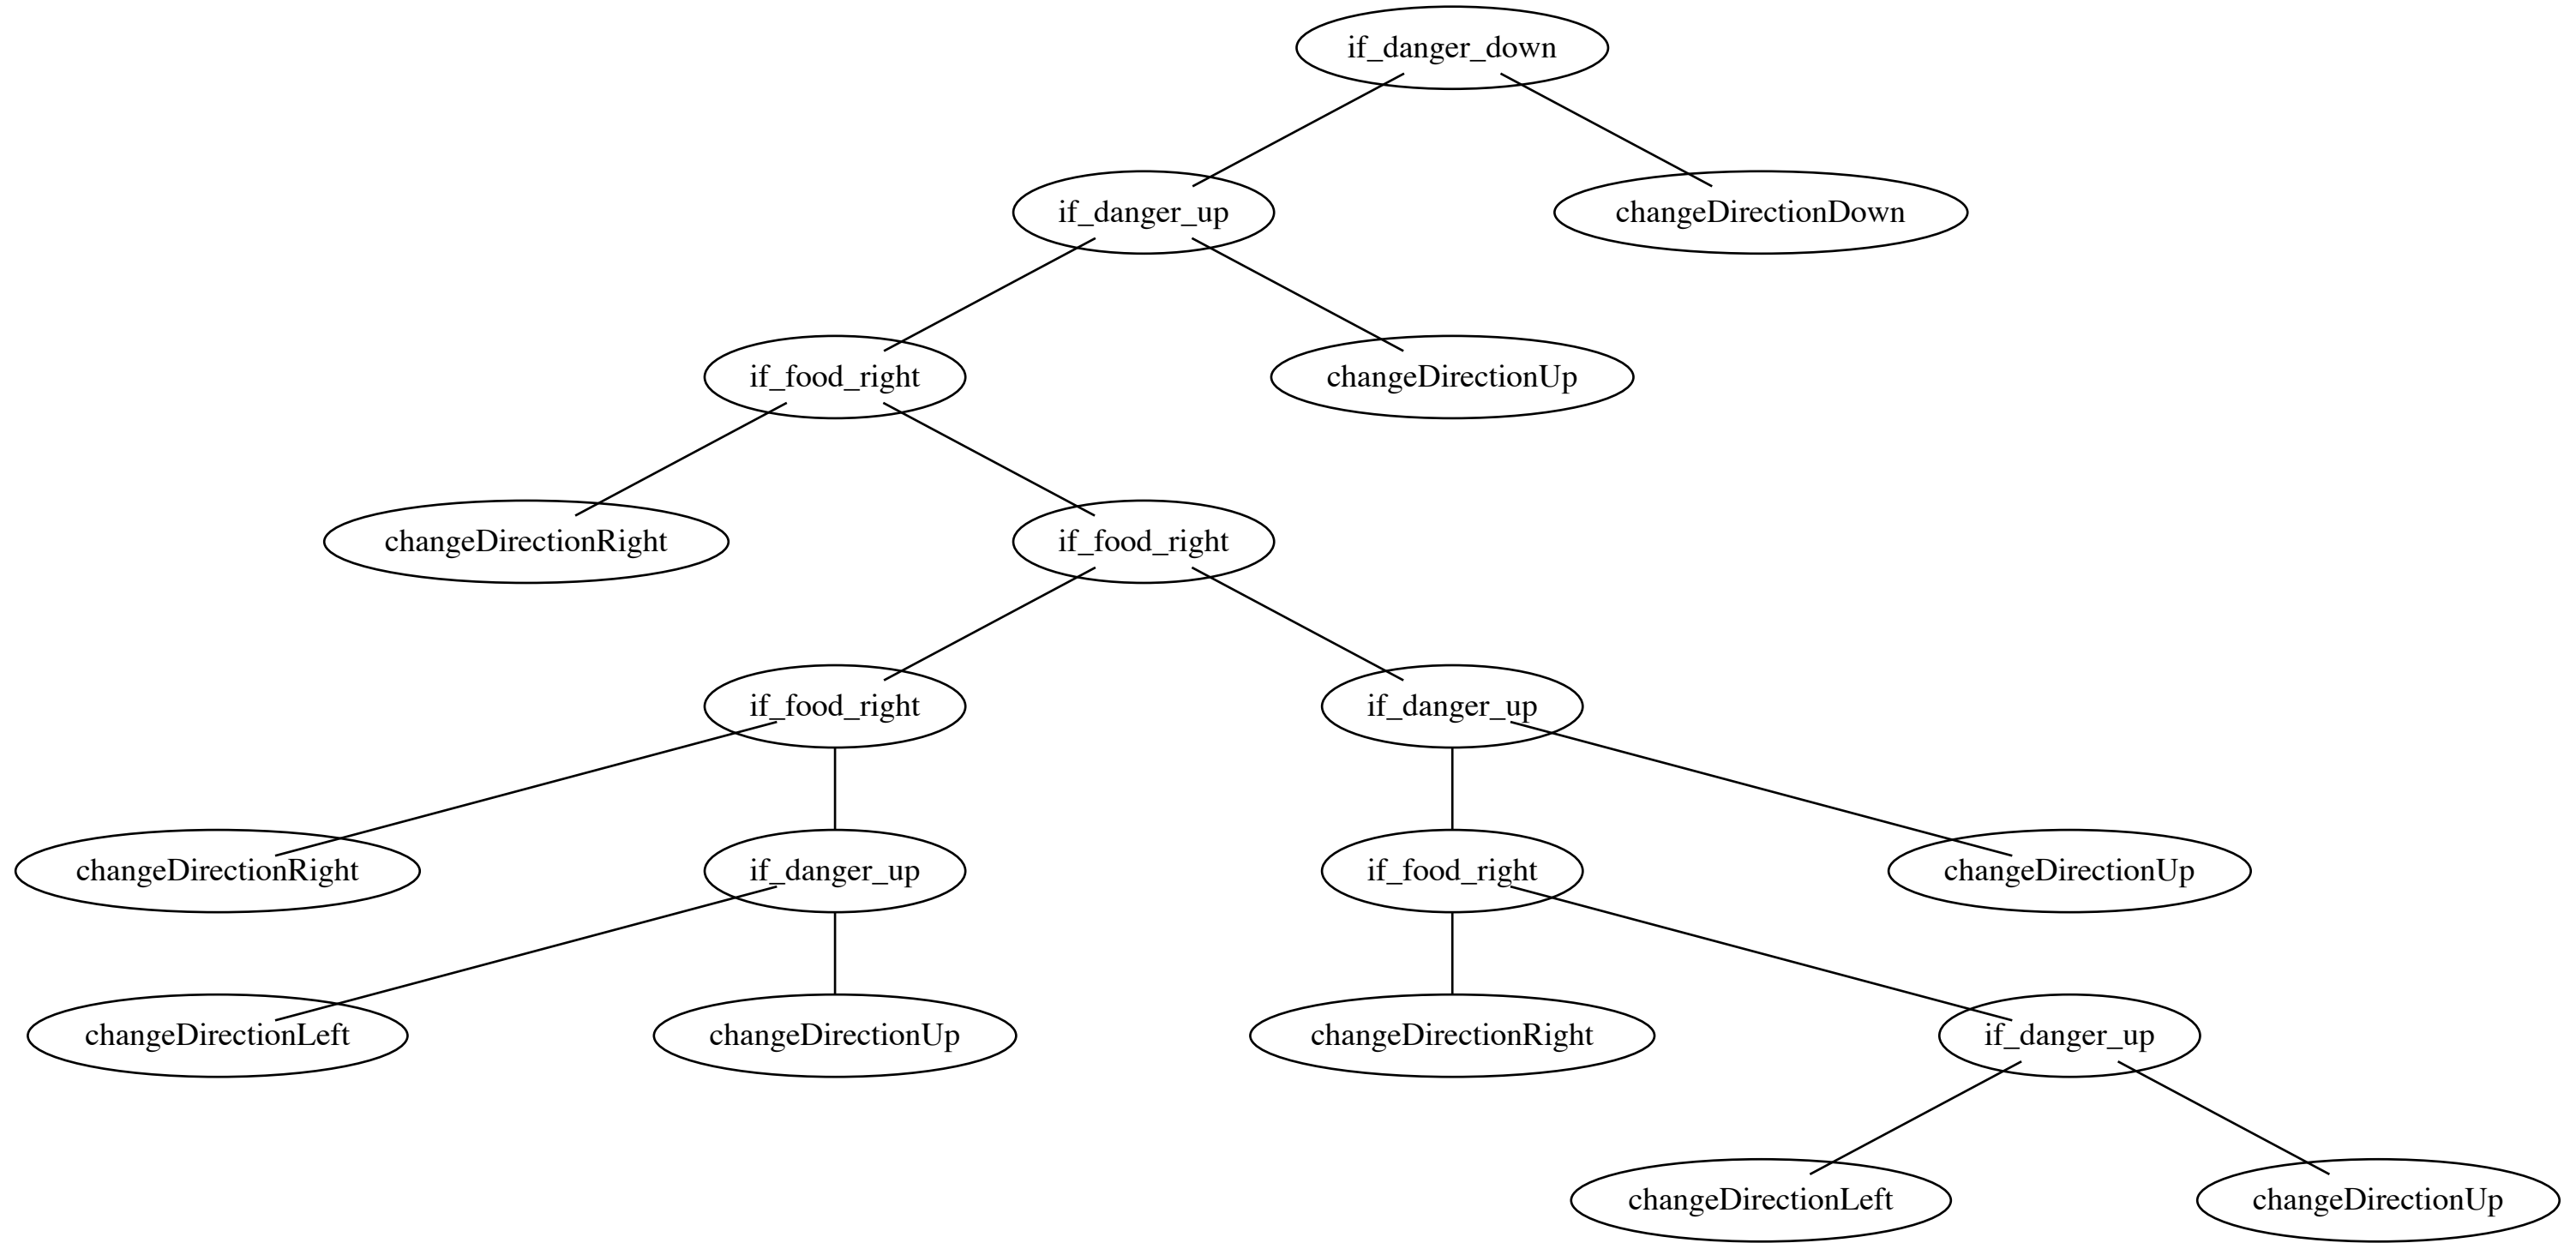 if_danger_down
if_danger_up
changeDirectionDown
if_food_right
changeDirectionUp
changeDirectionRight
if_food_right
if_food_right
if_danger_up
changeDirectionRight
if_danger_up
if_food_right
changeDirectionUp
changeDirectionLeft
changeDirectionUp
changeDirectionRight
if_danger_up
changeDirectionLeft
changeDirectionUp